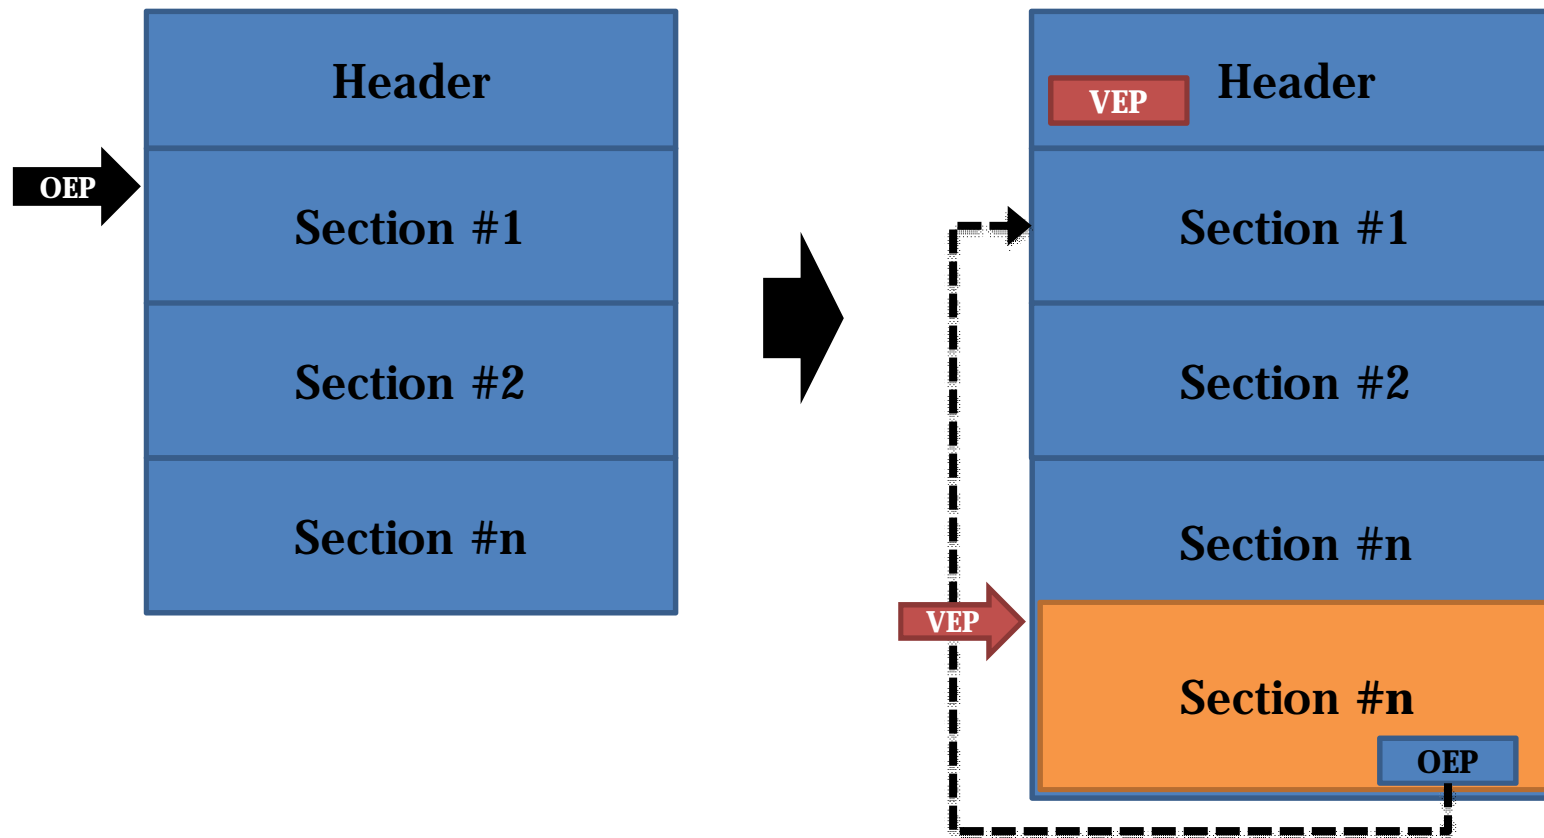 Header
OEP
Section #1
Section #2
Section #n
Header
VEP
Section #1
Section #2
Section #n
VEP
Section #n
OEP